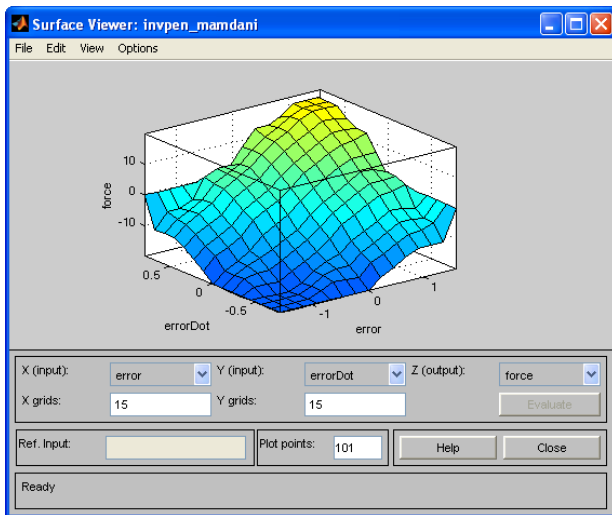 Surface Viewer: invpen_mamdani
File Edit View Options
10
0
-10
force
0.5
0
-0.5
errorDot
-1
0
1
error
X (input): error Y (input): errorDot Z (output): force
X grids: 15 Y grids: 15 Evaluate
Ref. Input: Plot points: 101 Help Close
Ready